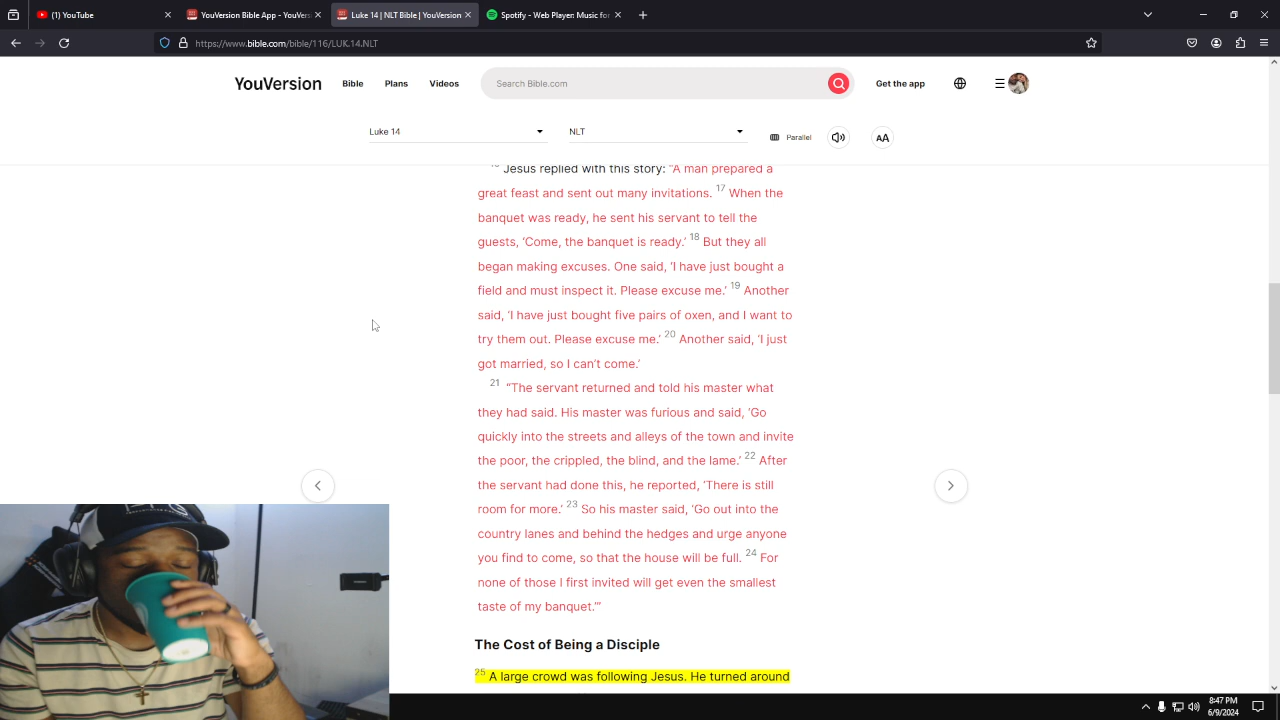 (1) YouTube
YouVersion App - YouVers
Luke 14 | NLT Bible | YouVersion
Spotify - Web Player: Music for
https://www.bible.com/bible/116/LUK.14.NLT
YouVersion
Bible
Plans
Videos
Search Bible.com
Get the app
Luke 14
NLT
Parallel
AA
Jesus replied with this story: “A man prepared a
great feast and sent out many invitations. 17 When the
banquet was ready, he sent his servant to tell the
guests, ‘Come, the banquet is ready.’ 18 But they all
began making excuses. One said, ‘I have just bought a
field and must inspect it. Please excuse me.’ 19 Another
said, ‘I have just bought five pairs of oxen, and I want to
try them out. Please excuse me.’ 20 Another said, ‘I just
got married, so I can’t come.’
21 “The servant returned and told his master what
they had said. His master was furious and said, ‘Go
quickly into the streets and alleys of the town and invite
the poor, the crippled, the blind, and the lame.’ 22 After
the servant had done this, he reported, ‘There is still
room for more.’ 23 So his master said, ‘Go out into the
country lanes and behind the hedges and urge anyone
you find to come, so that the house will be full. 24 For
none of those I first invited will get even the smallest
taste of my banquet.’”
The Cost of Being a Disciple
25 A large crowd was following Jesus. He turned around
8:47 PM
6/9/2024